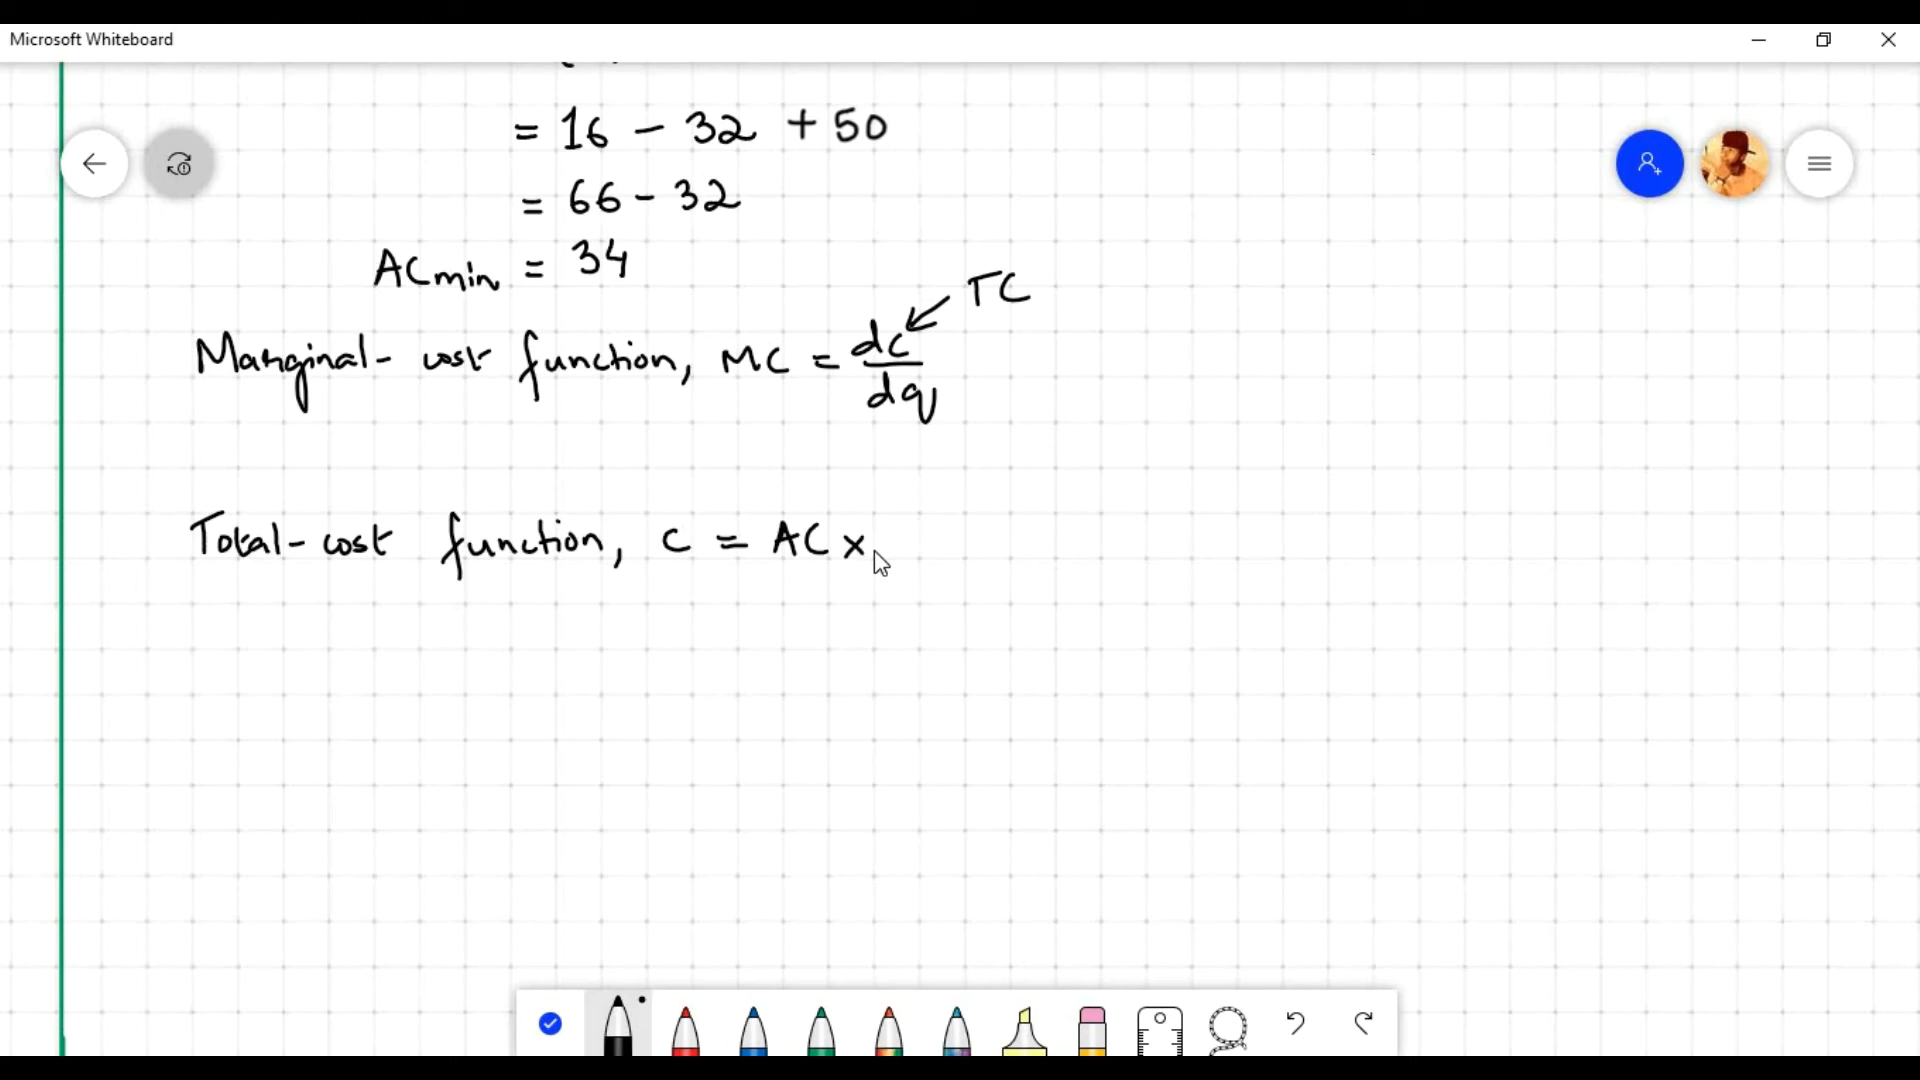 Microsoft Whiteboard
= 16 - 32 + 50
= 66 - 32
ACmin = 34
TC
Marginal-cost function, MC = dc/dq
Total-cost function, c = AC ×